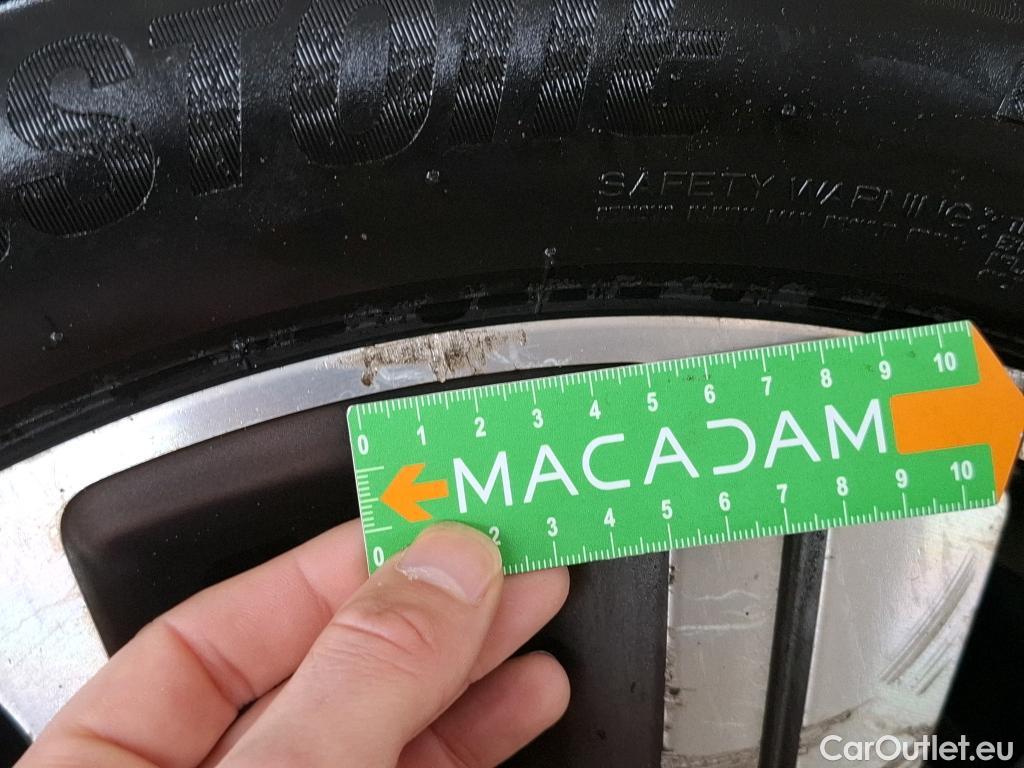 STONE
SAFETY WARNING
0 1 2 3 4 5 6 7 8 9 10
MACADAM
0 2 3 4 5 6 7 8 9 10
CarOutlet.eu